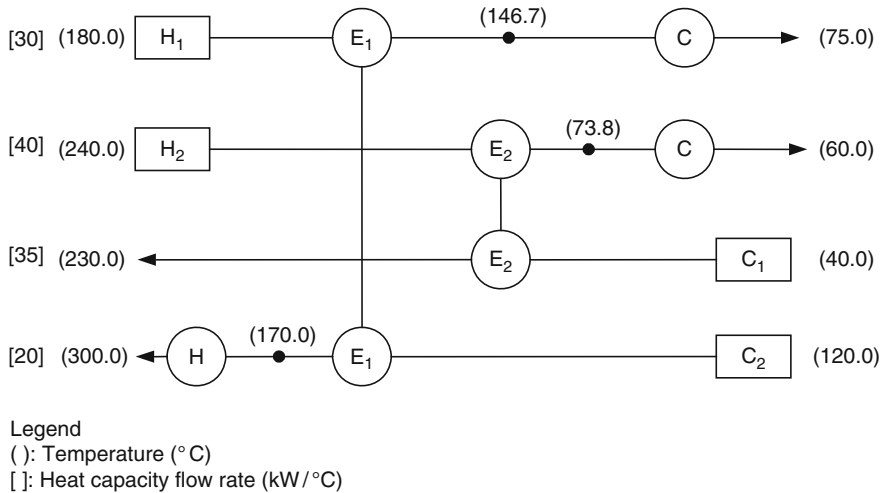 (146.7)
[30] (180.0) H1 E1 C (75.0)
(73.8)
[40] (240.0) H2 E2 C (60.0)
[35] (230.0) E2 C1 (40.0)
(170.0)
[20] (300.0) H E1 C2 (120.0)
Legend
( ): Temperature (°C)
[ ]: Heat capacity flow rate (kW/°C)